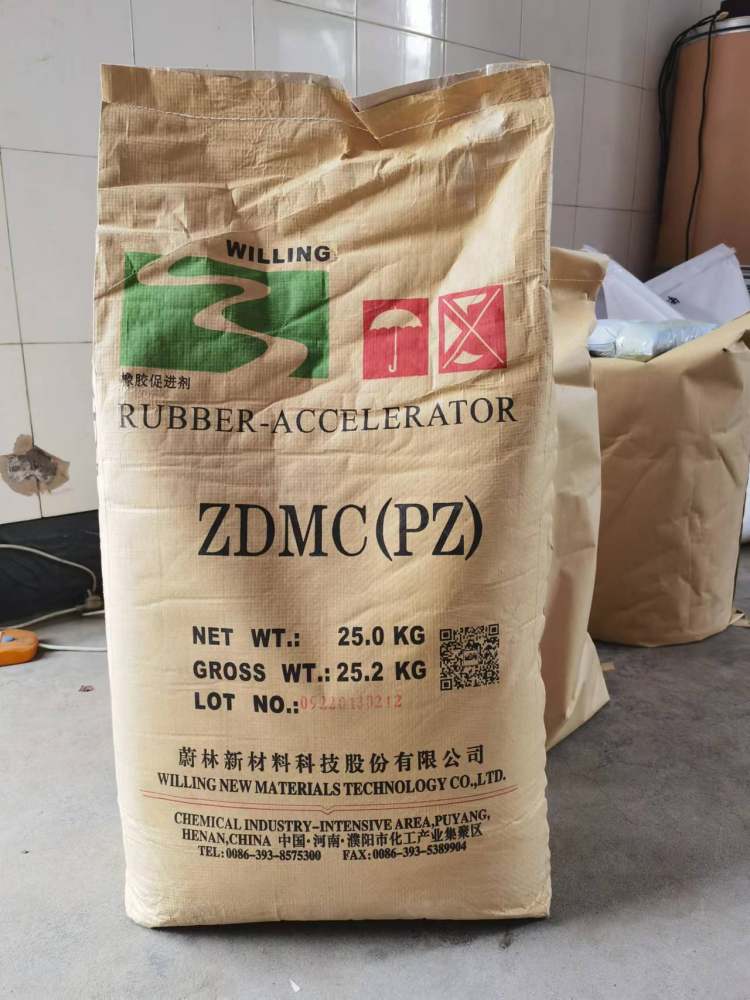 WILLING
橡胶促进剂
RUBBER-ACCELERATOR
ZDMC(PZ)
NET WT.: 25.0 KG
GROSS WT.: 25.2 KG
LOT NO.:
蔚林新材料科技股份有限公司
WILLING NEW MATERIALS TECHNOLOGY CO.,LTD.
CHEMICAL INDUSTRY-INTENSIVE AREA,PUYANG,
HENAN,CHINA 中国·河南·濮阳市化工产业集聚区
TEL:0086-393-8575300 FAX:0086-393-5389904